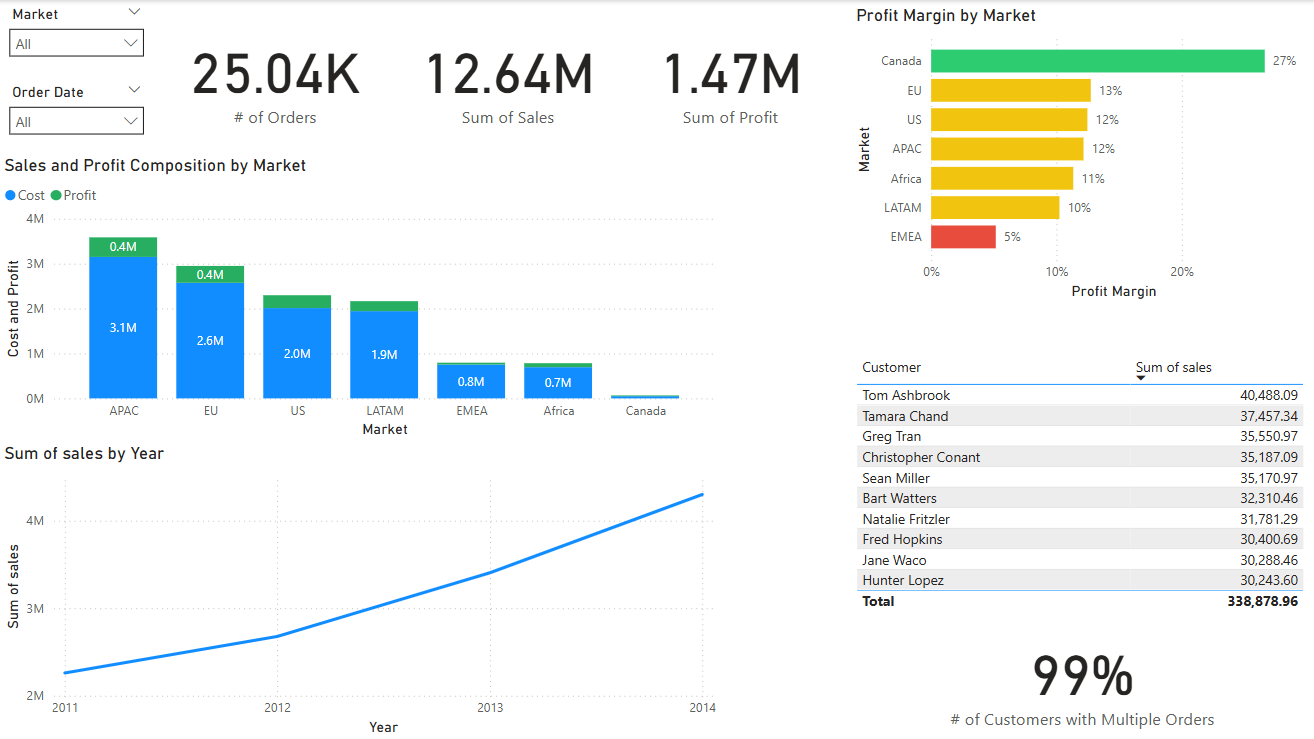 Market
All
Order Date
All
25.04K
# of Orders
12.64M
Sum of Sales
1.47M
Sum of Profit
Sales and Profit Composition by Market
Cost Profit
Cost and Profit
4M
3M
2M
1M
0M
0.4M
3.1M
0.4M
2.6M
2.0M
1.9M
0.8M
0.7M
APAC EU US LATAM EMEA Africa Canada
Market
Sum of sales by Year
Sum of sales
4M
3M
2M
2011 2012 2013 2014
Year
Profit Margin by Market
Market
Canada 27%
EU 13%
US 12%
APAC 12%
Africa 11%
LATAM 10%
EMEA 5%
0% 10% 20%
Profit Margin
Customer Sum of sales
Tom Ashbrook 40,488.09
Tamara Chand 37,457.34
Greg Tran 35,550.97
Christopher Conant 35,187.09
Sean Miller 35,170.97
Bart Watters 32,310.46
Natalie Fritzler 31,781.29
Fred Hopkins 30,400.69
Jane Waco 30,288.46
Hunter Lopez 30,243.60
Total 338,878.96
99%
# of Customers with Multiple Orders